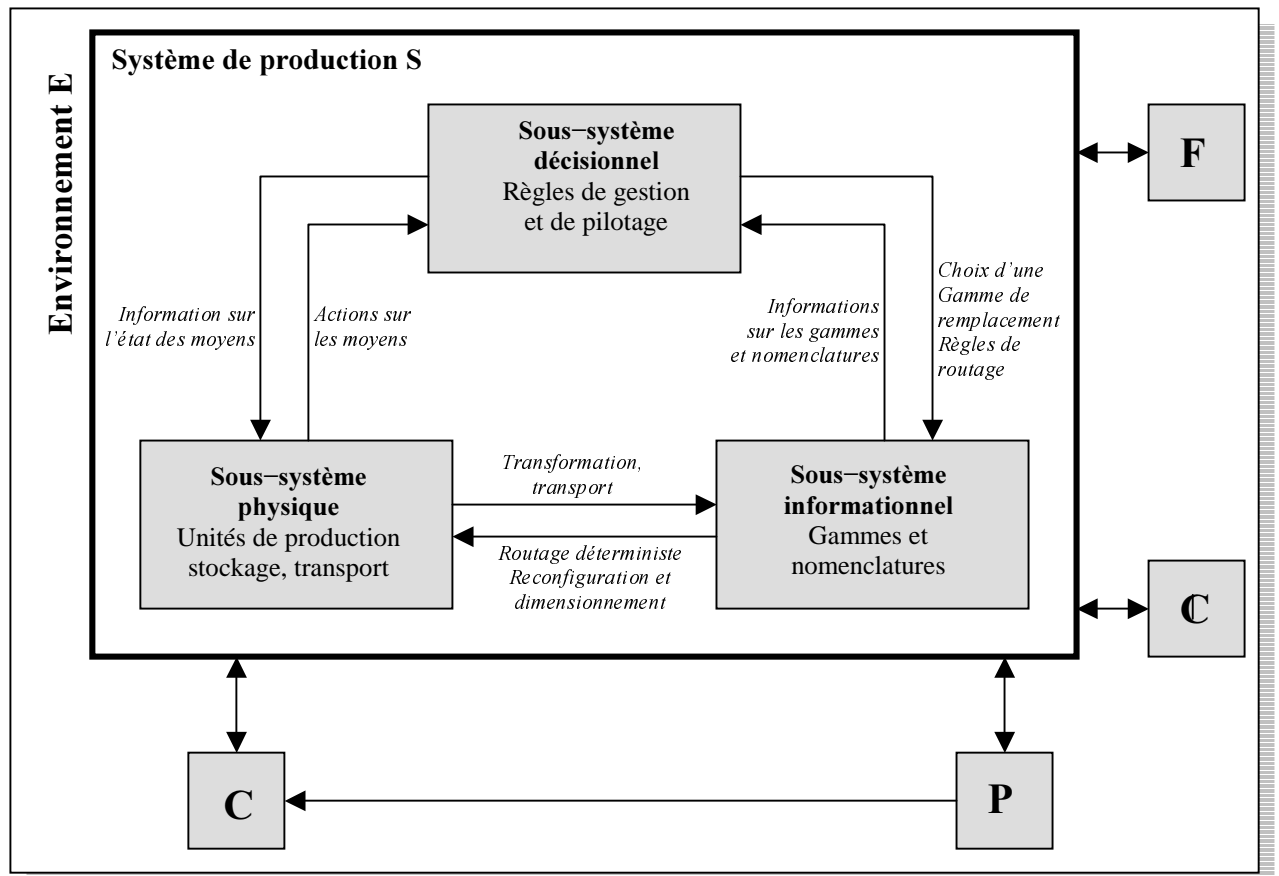 Système de production S
Environnement E
Sous−système
décisionnel
Règles de gestion
et de pilotage
F
Information sur
l'état des moyens
Actions sur
les moyens
Informations
sur les gammes
et nomenclatures
Choix d'une
Gamme de
remplacement
Règles de
routage
Sous−système
physique
Unités de production
stockage, transport
Transformation,
transport
Routage déterministe
Reconfiguration et
dimensionnement
Sous−système
informationnel
Gammes et
nomenclatures
C
P